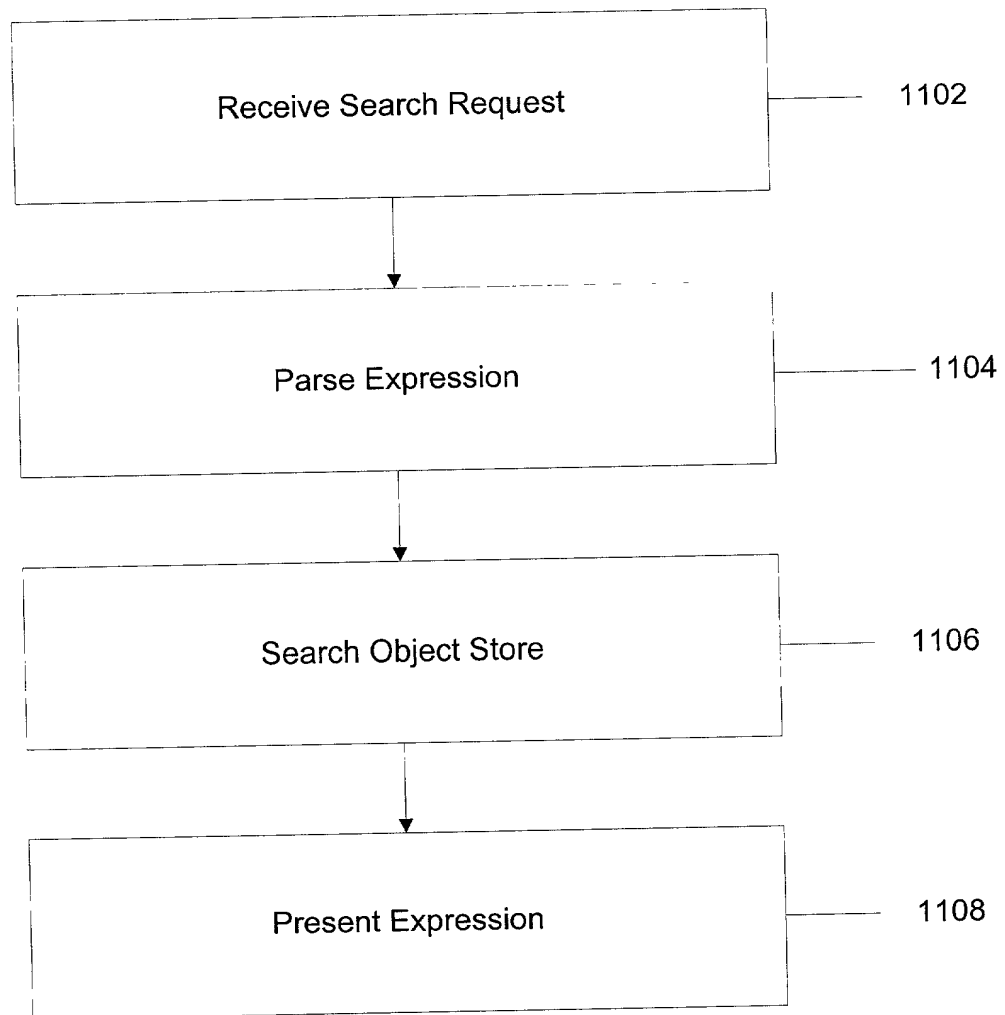 Receive Search Request
1102
Parse Expression
1104
Search Object Store
1106
Present Expression
1108